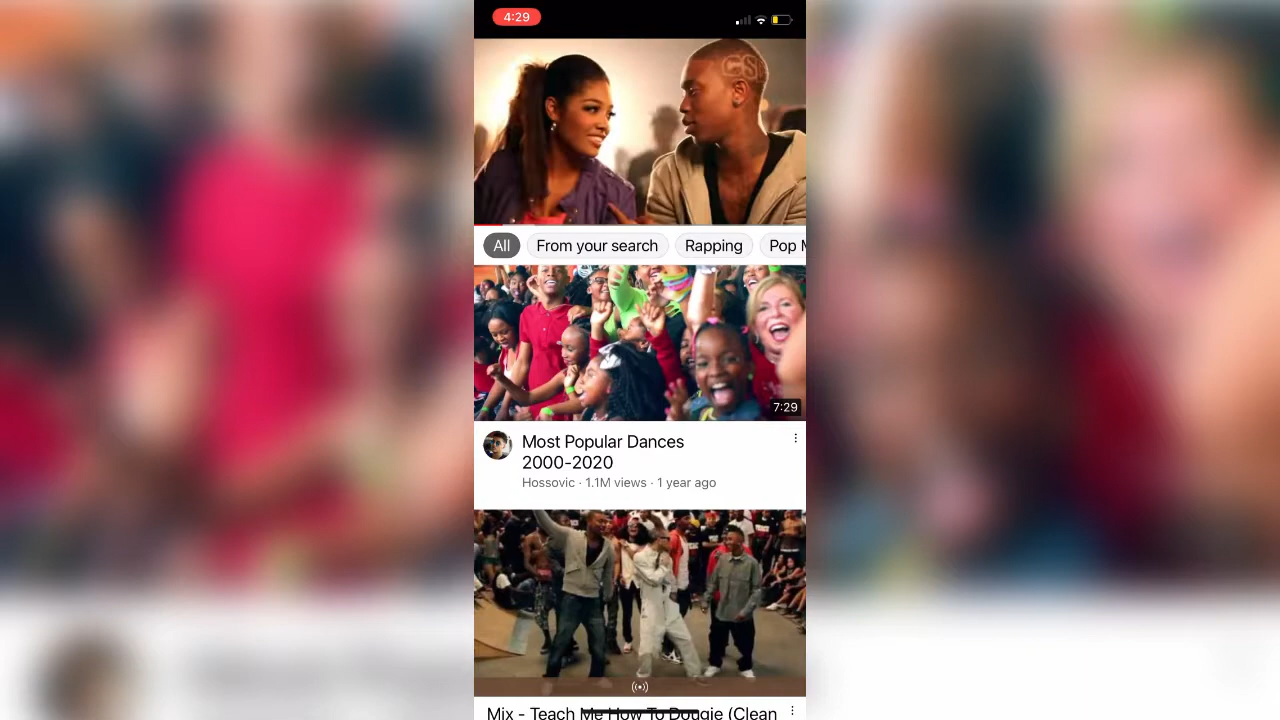 4:29
All
From your search
Rapping
Pop M
7:29
Most Popular Dances
2000-2020
Hossovic · 1.1M views · 1 year ago
Mix - Teach Me How To Dougie (Clean